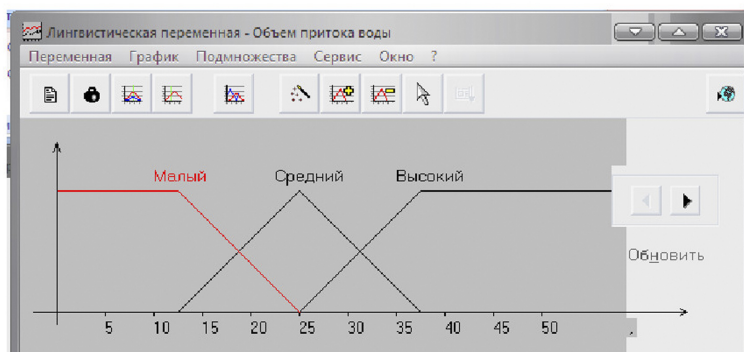 Лингвистическая переменная - Объем притока воды
Переменная График Подмножества Сервис Окно ?
Малый Средний Высокий
Обновить
5 10 15 20 25 30 35 40 45 50